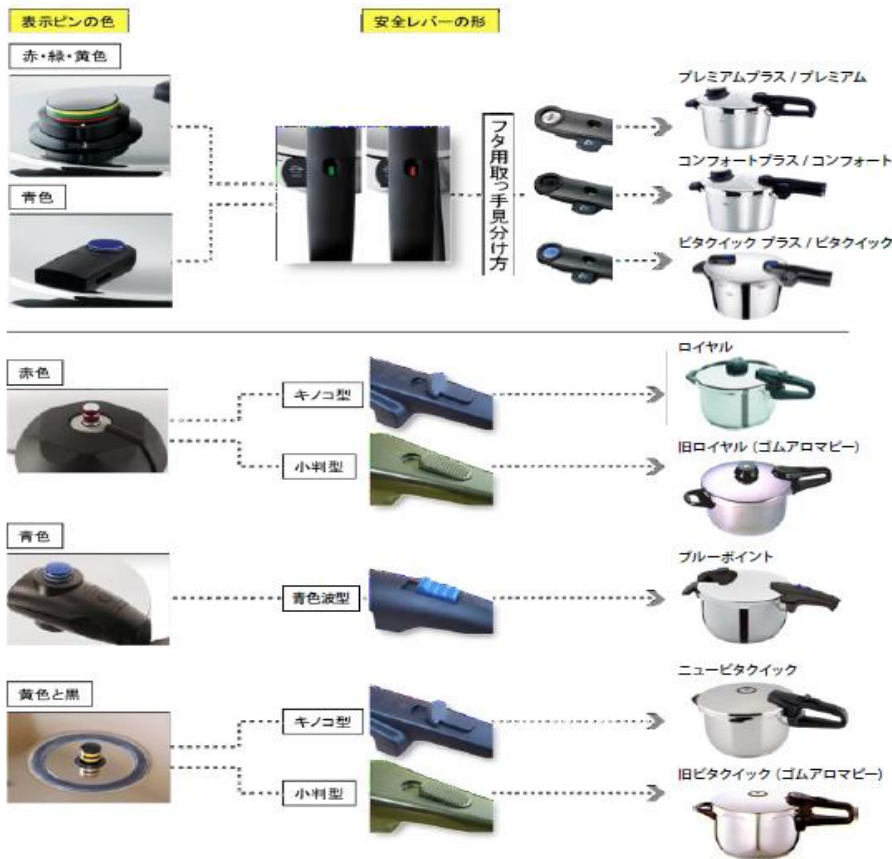 表示ピンの色
安全レバーの形
赤・緑・黄色
プレミアムプラス / プレミアム
フタ用取っ手見分け方
コンフォートプラス / コンフォート
青色
ビタクイック プラス / ビタクイック
赤色
ロイヤル
キノコ型
小判型
旧ロイヤル (ゴムアロマビー)
青色
ブルーポイント
青色波型
黄色と黒
ニュービタクイック
キノコ型
小判型
旧ビタクイック (ゴムアロマビー)